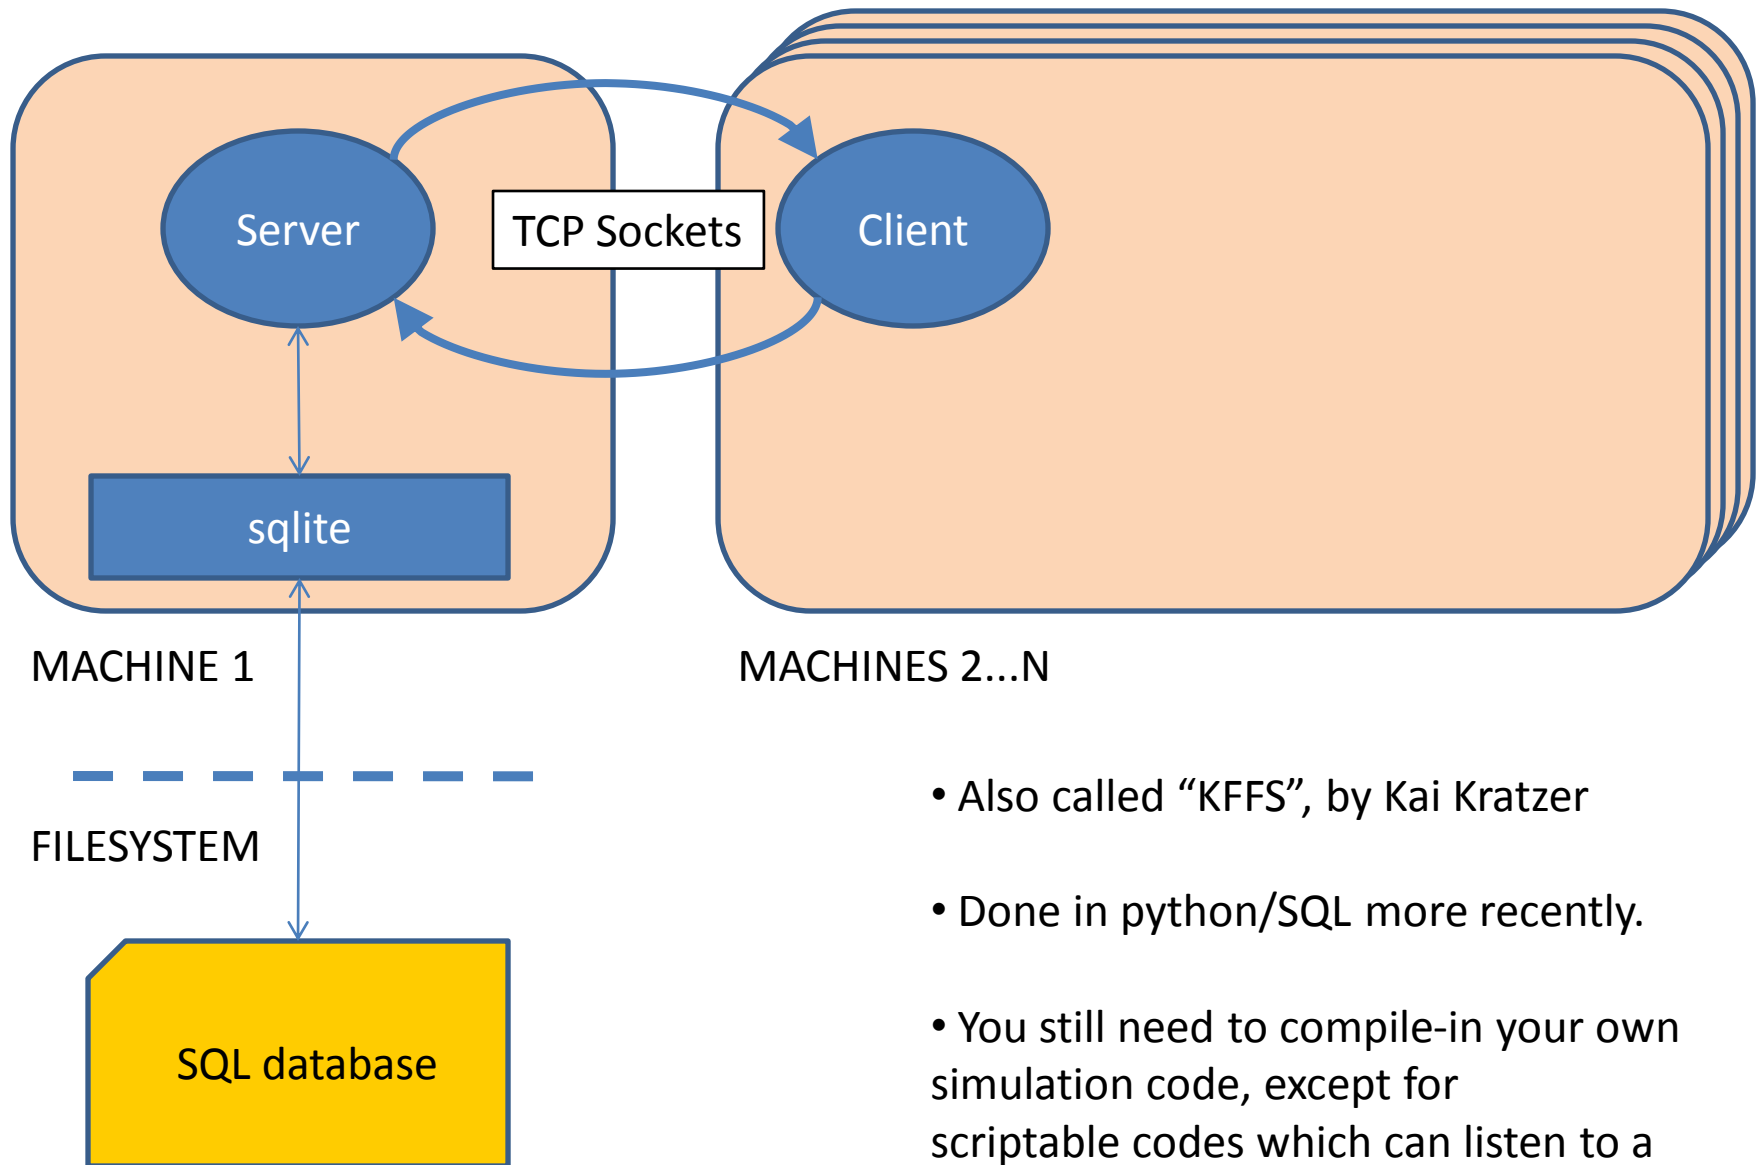 Server
TCP Sockets
Client
sqlite
MACHINE 1
MACHINES 2...N
FILESYSTEM
SQL database
• Also called “KFFS”, by Kai Kratzer
• Done in python/SQL more recently.
• You still need to compile-in your own
simulation code, except for
scriptable codes which can listen to a